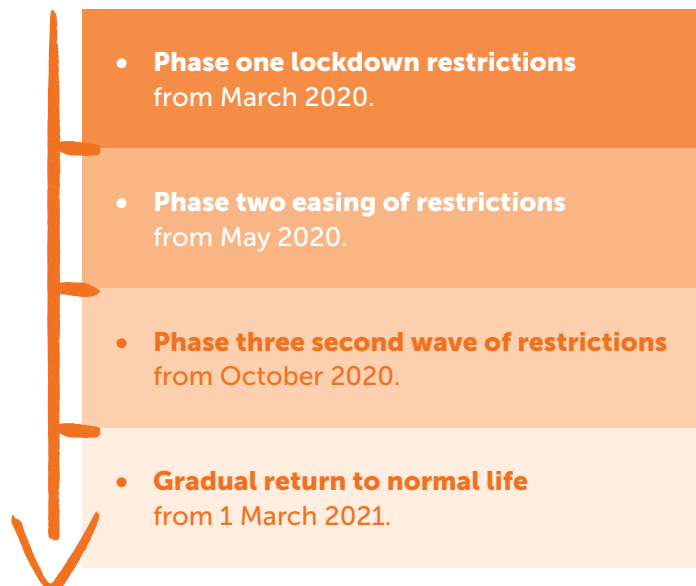 • Phase one lockdown restrictions
from March 2020.
• Phase two easing of restrictions
from May 2020.
• Phase three second wave of restrictions
from October 2020.
• Gradual return to normal life
from 1 March 2021.